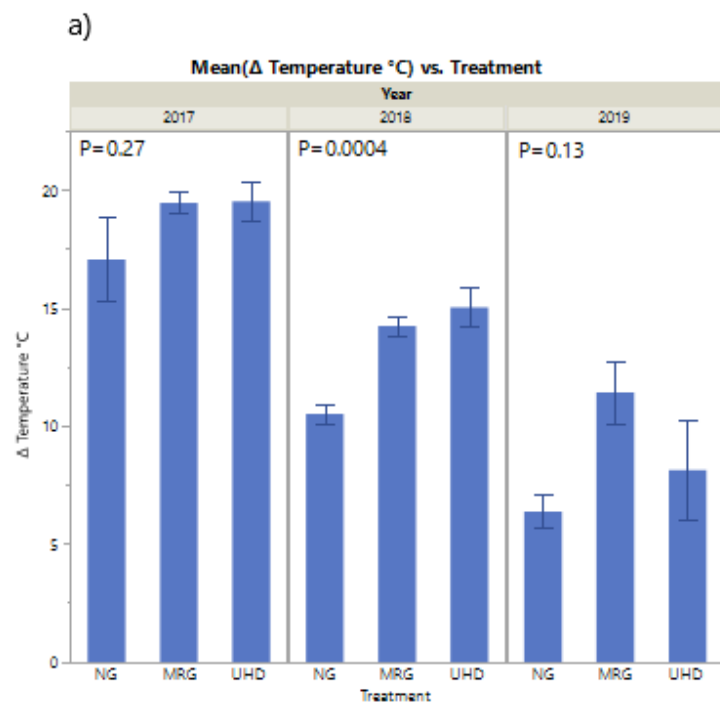 a)
Mean(Δ Temperature °C) vs. Treatment
Year
2017 2018 2019
P=0.27 P=0.0004 P=0.13
20
15
10
5
0
Δ Temperature °C
NG MRG UHD NG MRG UHD NG MRG UHD
Treatment